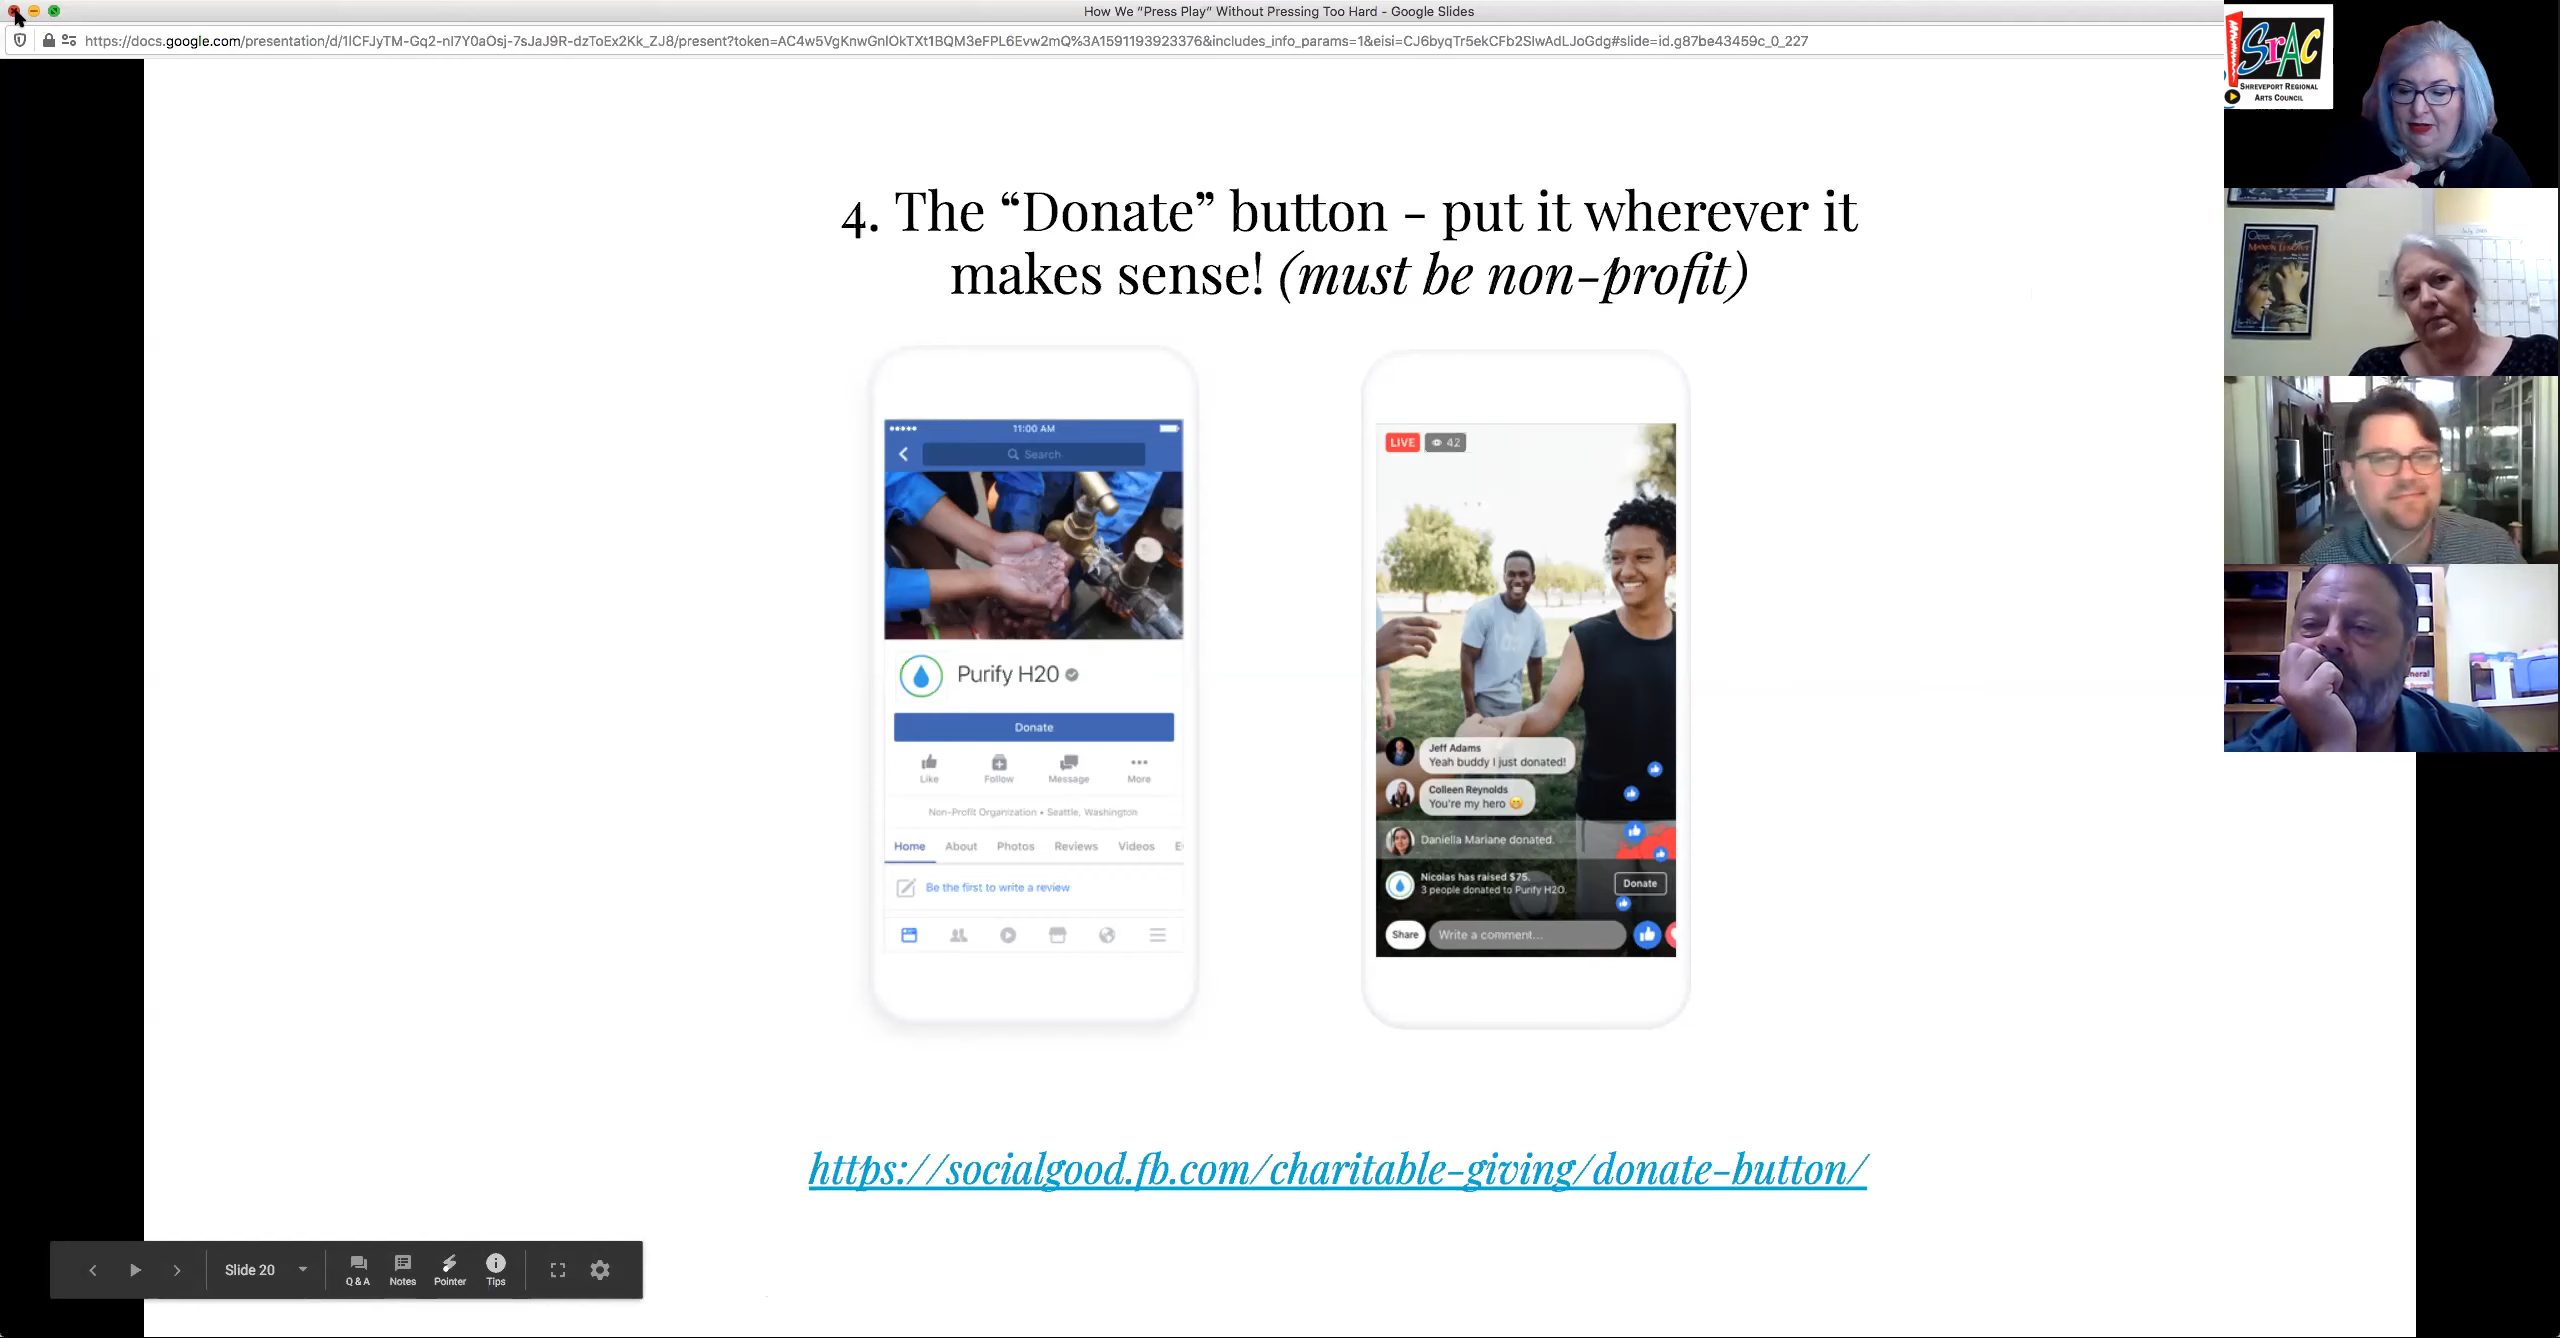 How We "Press Play" Without Pressing Too Hard - Google Slides
https://docs.google.com/presentation/d/1ICFJyTM-Gq2-nl7Y0aOsj-7sJaJ9R-dzToEx2Kk_ZJ8/present?token=AC4w5VgKnwGnlOkTXt1BQM3eFPL6Evw2mQ%3A1591193923376&includes_info_params=1&eisi=CJ6byqTr5ekCFb2SlwAdLJoGdg#slide=id.g87be43459c_0_227
SrAC
SHREVEPORT REGIONAL
ARTS COUNCIL
4. The “Donate” button - put it wherever it
makes sense! (must be non-profit)
11:00 AM
Search
Purify H20
Donate
Like Follow Message More
Non-Profit Organization • Seattle, Washington
Home About Photos Reviews Videos E
Be the first to write a review
LIVE 42
Jeff Adams
Yeah buddy I just donated!
Colleen Reynolds
You're my hero 😁
Daniella Mariane donated.
Nicolas has raised $75.
3 people donated to Purify H2O.
Donate
Share Write a comment...
https://socialgood.fb.com/charitable-giving/donate-button/
Slide 20
Q & A Notes Pointer Tips